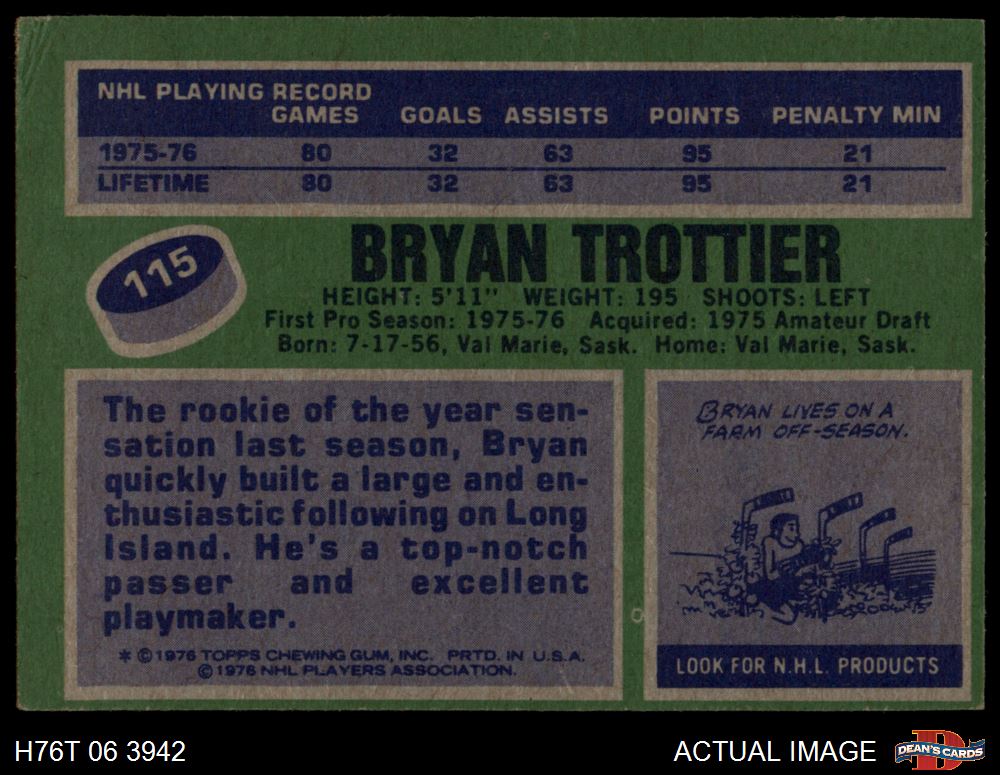 NHL PLAYING RECORD
GAMES GOALS ASSISTS POINTS PENALTY MIN
1975-76 80 32 63 95 21
LIFETIME 80 32 63 95 21
115
BRYAN TROTTIER
HEIGHT: 5'11" WEIGHT: 195 SHOOTS: LEFT
First Pro Season: 1975-76 Acquired: 1975 Amateur Draft
Born: 7-17-56, Val Marie, Sask. Home: Val Marie, Sask.
The rookie of the year sen-
sation last season, Bryan
quickly built a large and en-
thusiastic following on Long
Island. He's a top-notch
passer and excellent
playmaker.
* © 1976 TOPPS CHEWING GUM, INC. PRTD. IN U.S.A.
© 1976 NHL PLAYERS ASSOCIATION.
BRYAN LIVES ON A
FARM OFF-SEASON.
LOOK FOR N.H.L. PRODUCTS
H76T 06 3942
ACTUAL IMAGE
DEAN'S CARDS